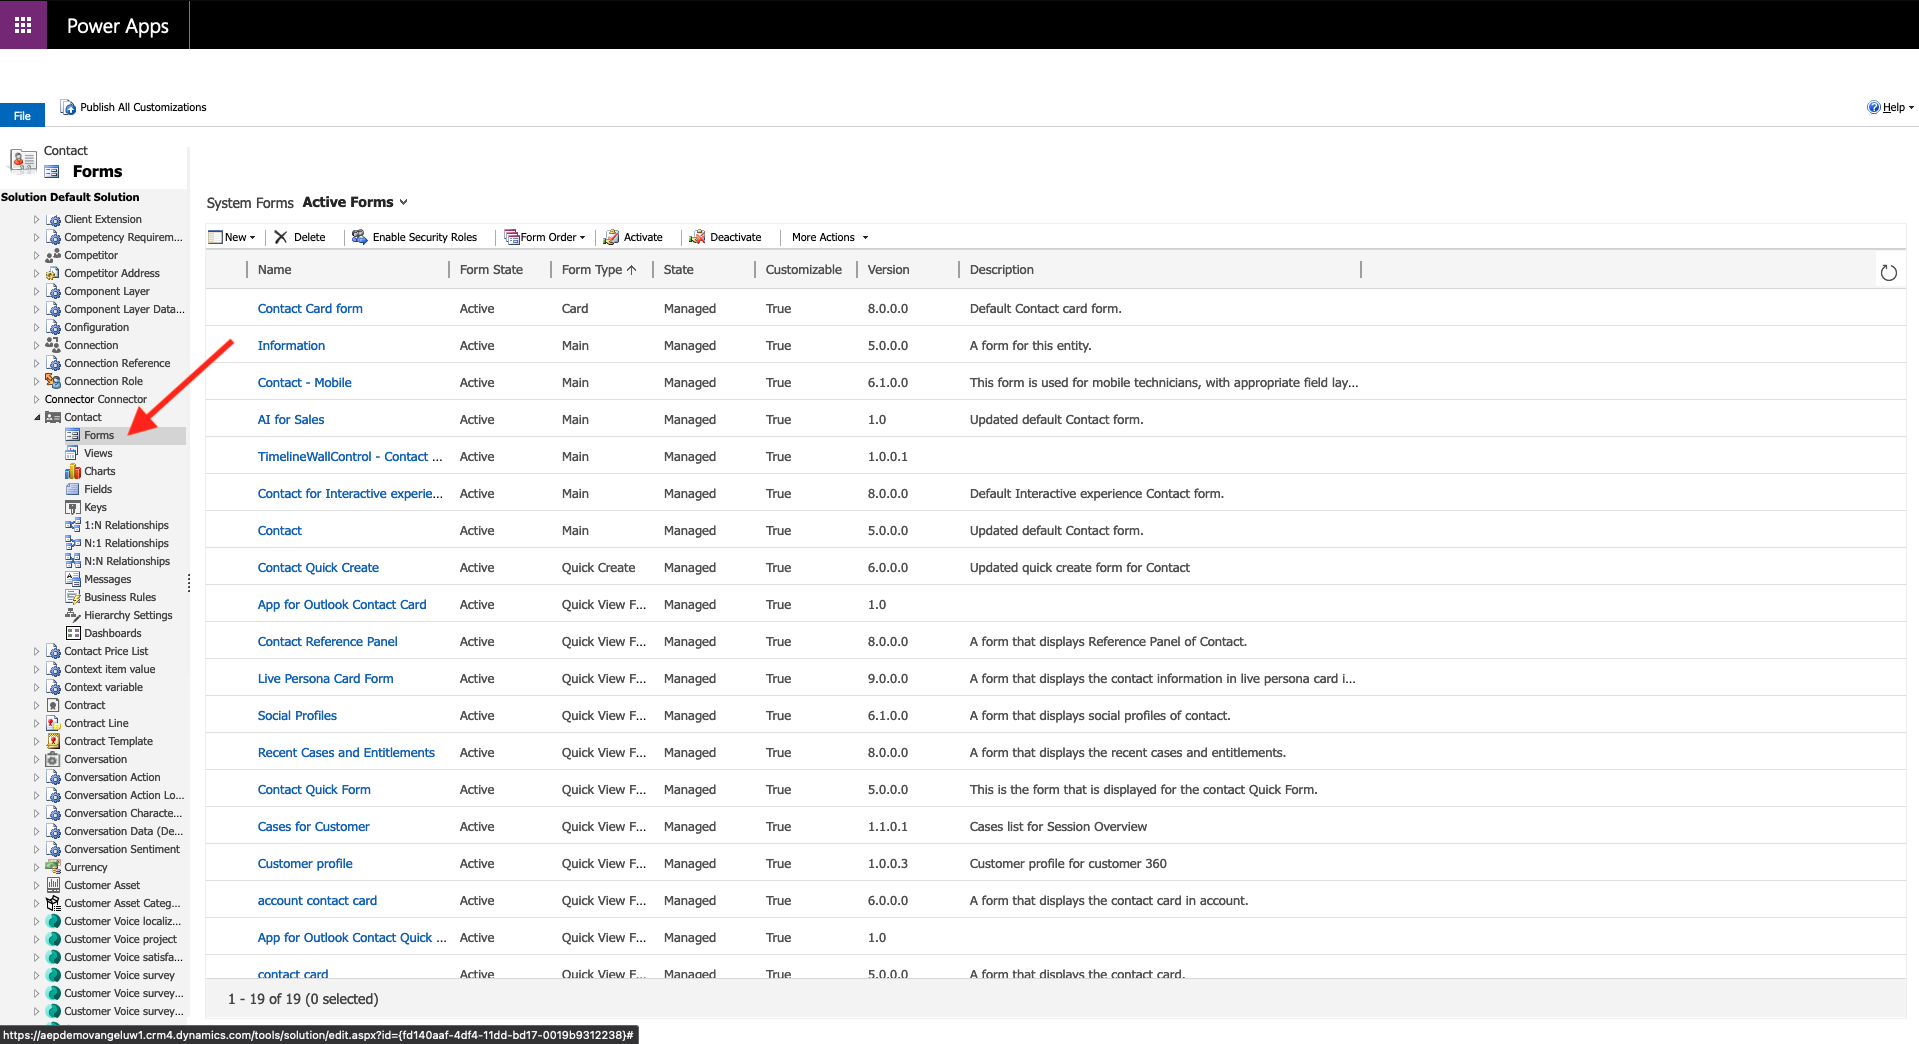 Power Apps
File
Publish All Customizations
Help
Contact
Forms
Solution Default Solution
Client Extension
Competency Requirem...
Competitor
Competitor Address
Component Layer
Component Layer Data...
Configuration
Connection
Connection Reference
Connection Role
Connector Connector
Contact
Forms
Views
Charts
Fields
Keys
1:N Relationships
N:1 Relationships
N:N Relationships
Messages
Business Rules
Hierarchy Settings
Dashboards
Contact Price List
Context item value
Context variable
Contract
Contract Line
Contract Template
Conversation
Conversation Action
Conversation Action Lo...
Conversation Characte...
Conversation Data (De...
Conversation Sentiment
Currency
Customer Asset
Customer Asset Categ...
Customer Voice localiz...
Customer Voice project
Customer Voice satisfa...
Customer Voice survey
Customer Voice survey...
Customer Voice survey...
System Forms Active Forms
New Delete Enable Security Roles Form Order Activate Deactivate More Actions
Name Form State Form Type State Customizable Version Description
Contact Card form Active Card Managed True 8.0.0.0 Default Contact card form.
Information Active Main Managed True 5.0.0.0 A form for this entity.
Contact - Mobile Active Main Managed True 6.1.0.0 This form is used for mobile technicians, with appropriate field lay...
AI for Sales Active Main Managed True 1.0 Updated default Contact form.
TimelineWallControl - Contact ... Active Main Managed True 1.0.0.1
Contact for Interactive experie... Active Main Managed True 8.0.0.0 Default Interactive experience Contact form.
Contact Active Main Managed True 5.0.0.0 Updated default Contact form.
Contact Quick Create Active Quick Create Managed True 6.0.0.0 Updated quick create form for Contact
App for Outlook Contact Card Active Quick View F... Managed True 1.0
Contact Reference Panel Active Quick View F... Managed True 8.0.0.0 A form that displays Reference Panel of Contact.
Live Persona Card Form Active Quick View F... Managed True 9.0.0.0 A form that displays the contact information in live persona card i...
Social Profiles Active Quick View F... Managed True 6.1.0.0 A form that displays social profiles of contact.
Recent Cases and Entitlements Active Quick View F... Managed True 8.0.0.0 A form that displays the recent cases and entitlements.
Contact Quick Form Active Quick View F... Managed True 5.0.0.0 This is the form that is displayed for the contact Quick Form.
Cases for Customer Active Quick View F... Managed True 1.1.0.1 Cases list for Session Overview
Customer profile Active Quick View F... Managed True 1.0.0.3 Customer profile for customer 360
account contact card Active Quick View F... Managed True 6.0.0.0 A form that displays the contact card in account.
App for Outlook Contact Quick ... Active Quick View F... Managed True 1.0
contact card Active Quick View F... Managed True 5.0.0.0 A form that displays the contact card.
1 - 19 of 19 (0 selected)
https://aepdemovangeluw1.crm4.dynamics.com/tools/solution/edit.aspx?id={fd140aaf-4df4-11dd-bd17-0019b9312238}#